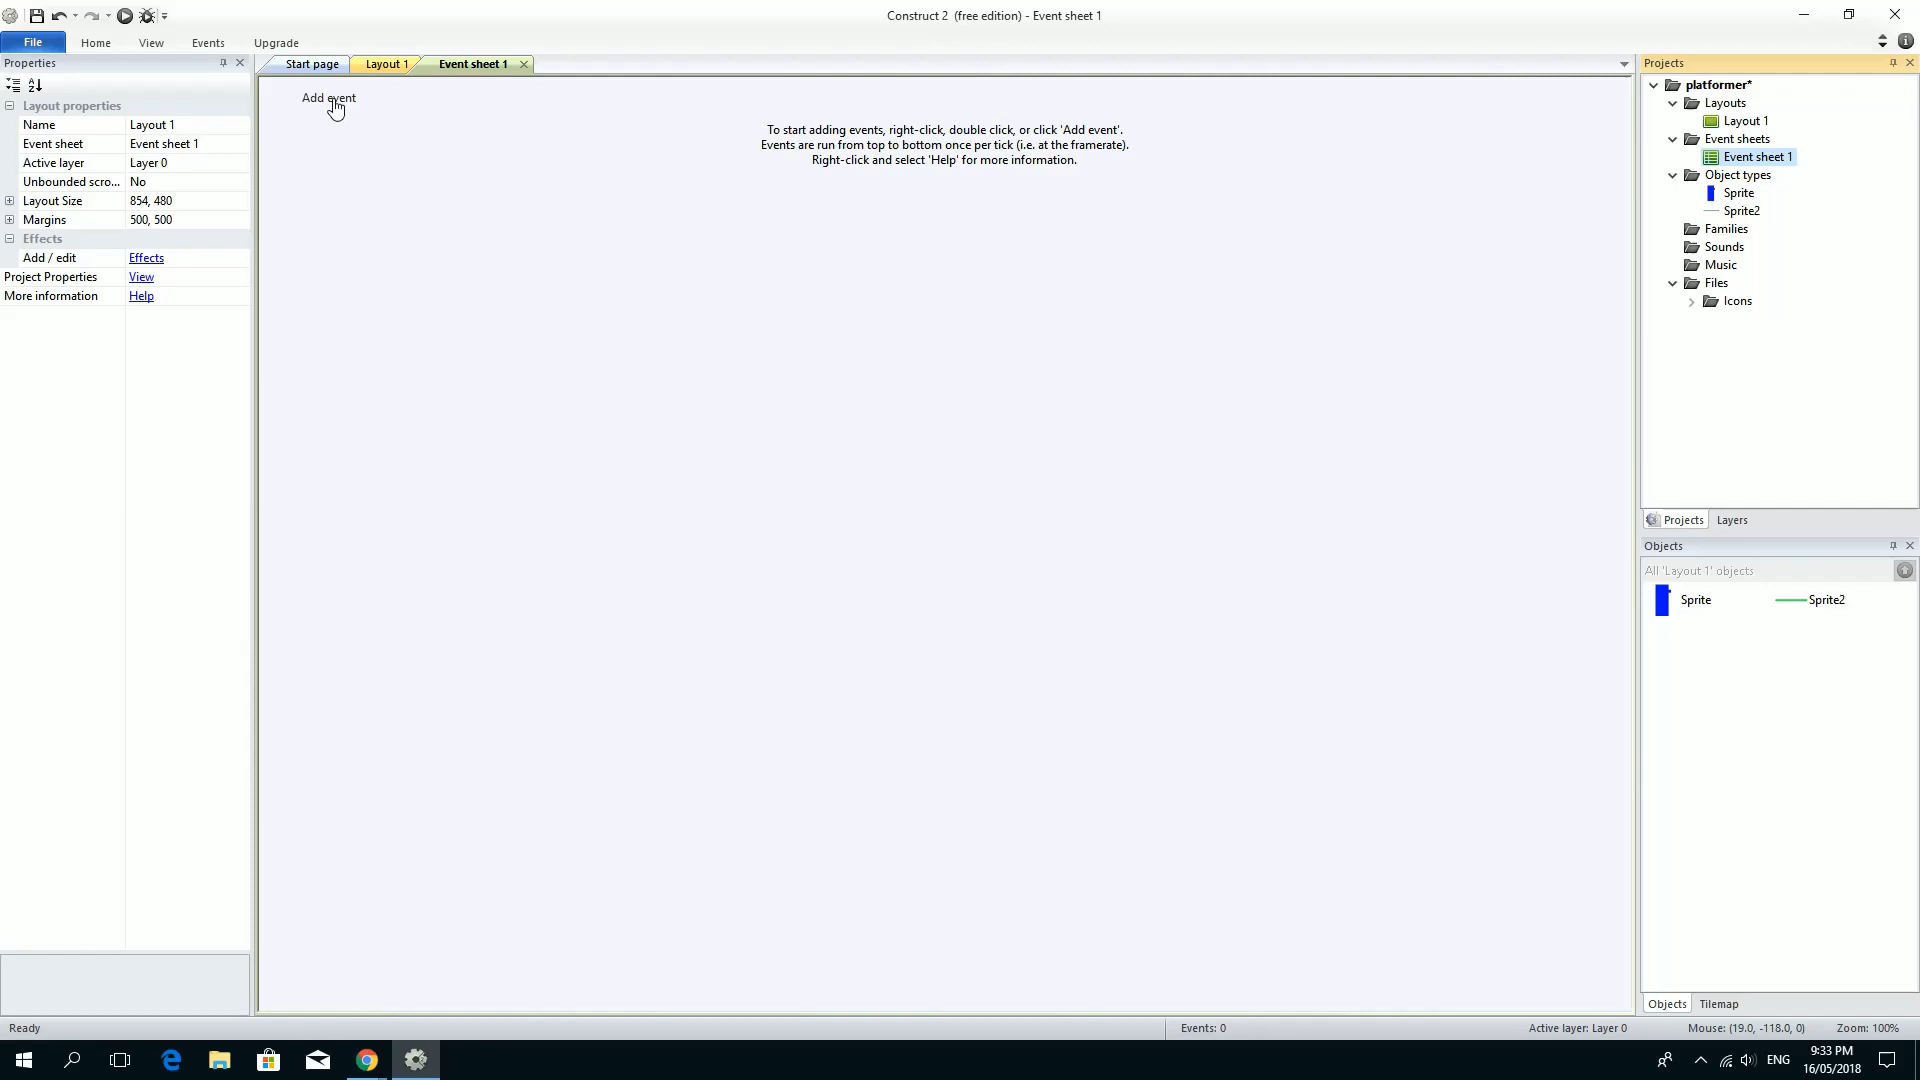 Construct 2 (free edition) - Event sheet 1
File Home View Events Upgrade
Properties
Start page Layout 1 Event sheet 1
Projects
Layout properties
Name Layout 1
Event sheet Event sheet 1
Active layer Layer 0
Unbounded scro... No
Layout Size 854, 480
Margins 500, 500
Effects
Add / edit Effects
Project Properties View
More information Help
Add event
To start adding events, right-click, double click, or click 'Add event'.
Events are run from top to bottom once per tick (i.e. at the framerate).
Right-click and select 'Help' for more information.
platformer*
Layouts
Layout 1
Event sheets
Event sheet 1
Object types
Sprite
Sprite2
Families
Sounds
Music
Files
Icons
Projects Layers
Objects
All 'Layout 1' objects
Sprite Sprite2
Objects Tilemap
Ready Events: 0 Active layer: Layer 0 Mouse: (19.0, -118.0, 0) Zoom: 100%
ENG
9:33 PM
16/05/2018